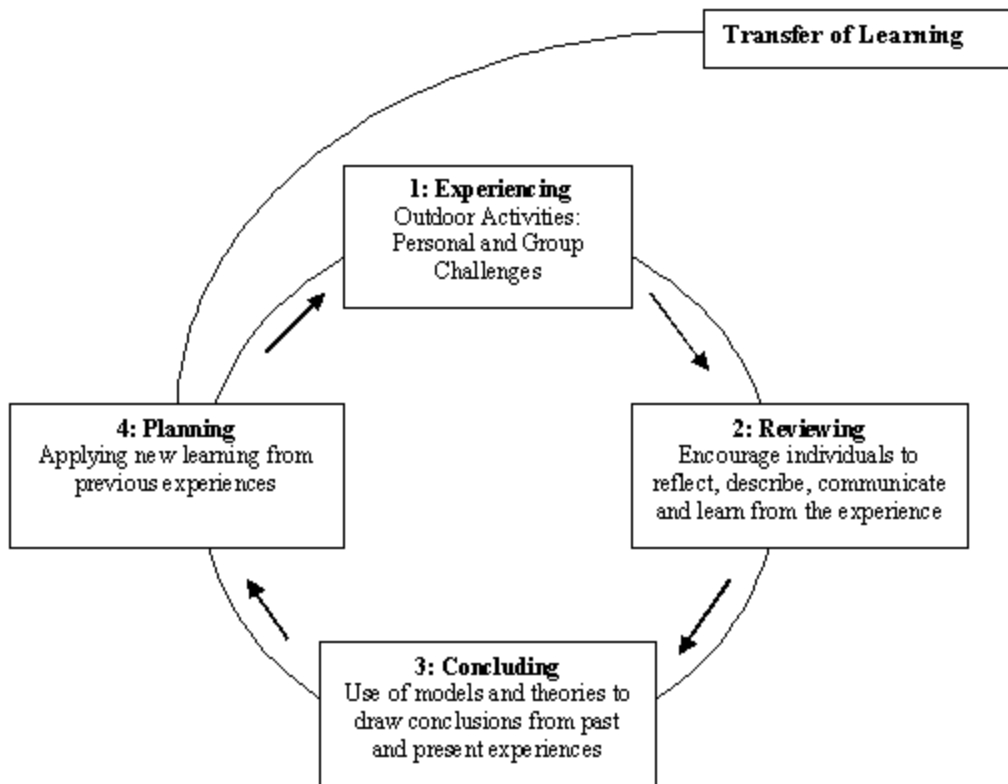 Transfer of Learning
1: Experiencing
Outdoor Activities:
Personal and Group
Challenges
2: Reviewing
Encourage individuals to
reflect, describe, communicate
and learn from the experience
3: Concluding
Use of models and theories to
draw conclusions from past
and present experiences
4: Planning
Applying new learning from
previous experiences